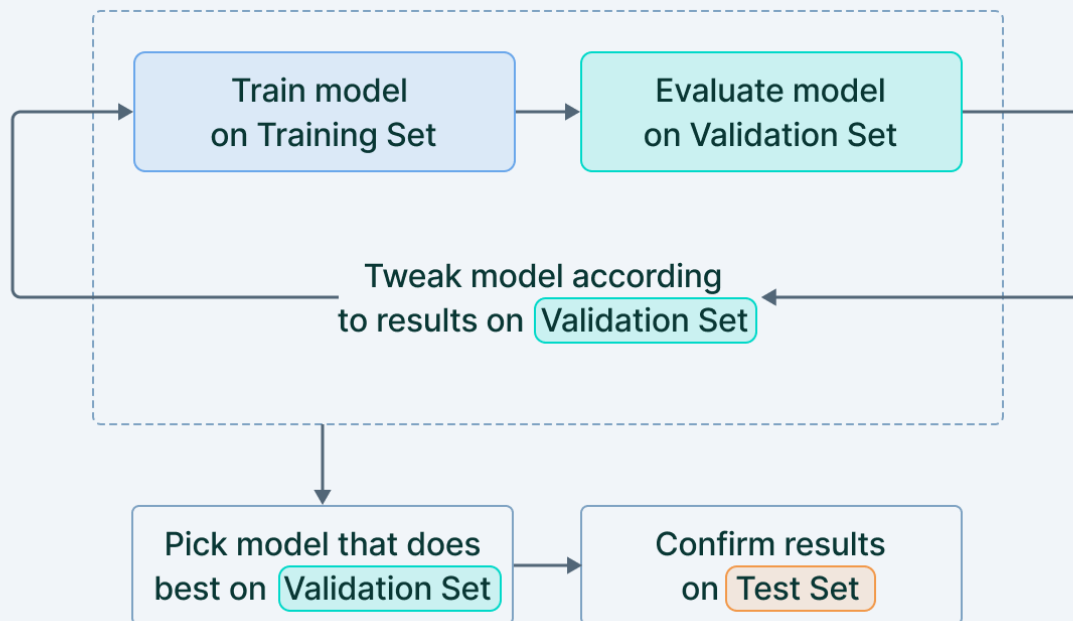 Train model
on Training Set
Evaluate model
on Validation Set
Tweak model according
to results on Validation Set
Pick model that does
best on Validation Set
Confirm results
on Test Set